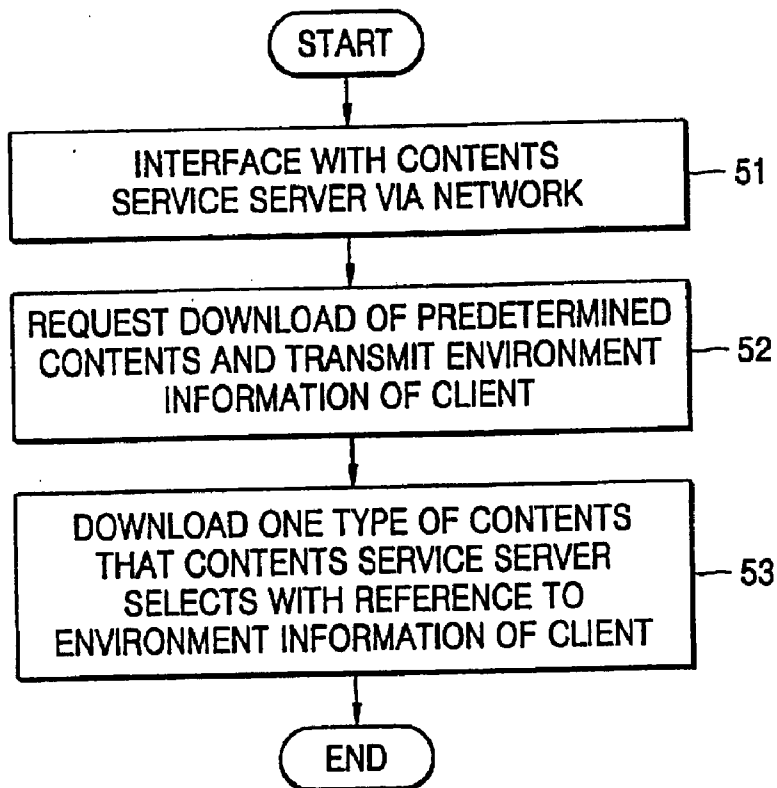 START
INTERFACE WITH CONTENTS
SERVICE SERVER VIA NETWORK
51
REQUEST DOWNLOAD OF PREDETERMINED
CONTENTS AND TRANSMIT ENVIRONMENT
INFORMATION OF CLIENT
52
DOWNLOAD ONE TYPE OF CONTENTS
THAT CONTENTS SERVICE SERVER
SELECTS WITH REFERENCE TO
ENVIRONMENT INFORMATION OF CLIENT
53
END